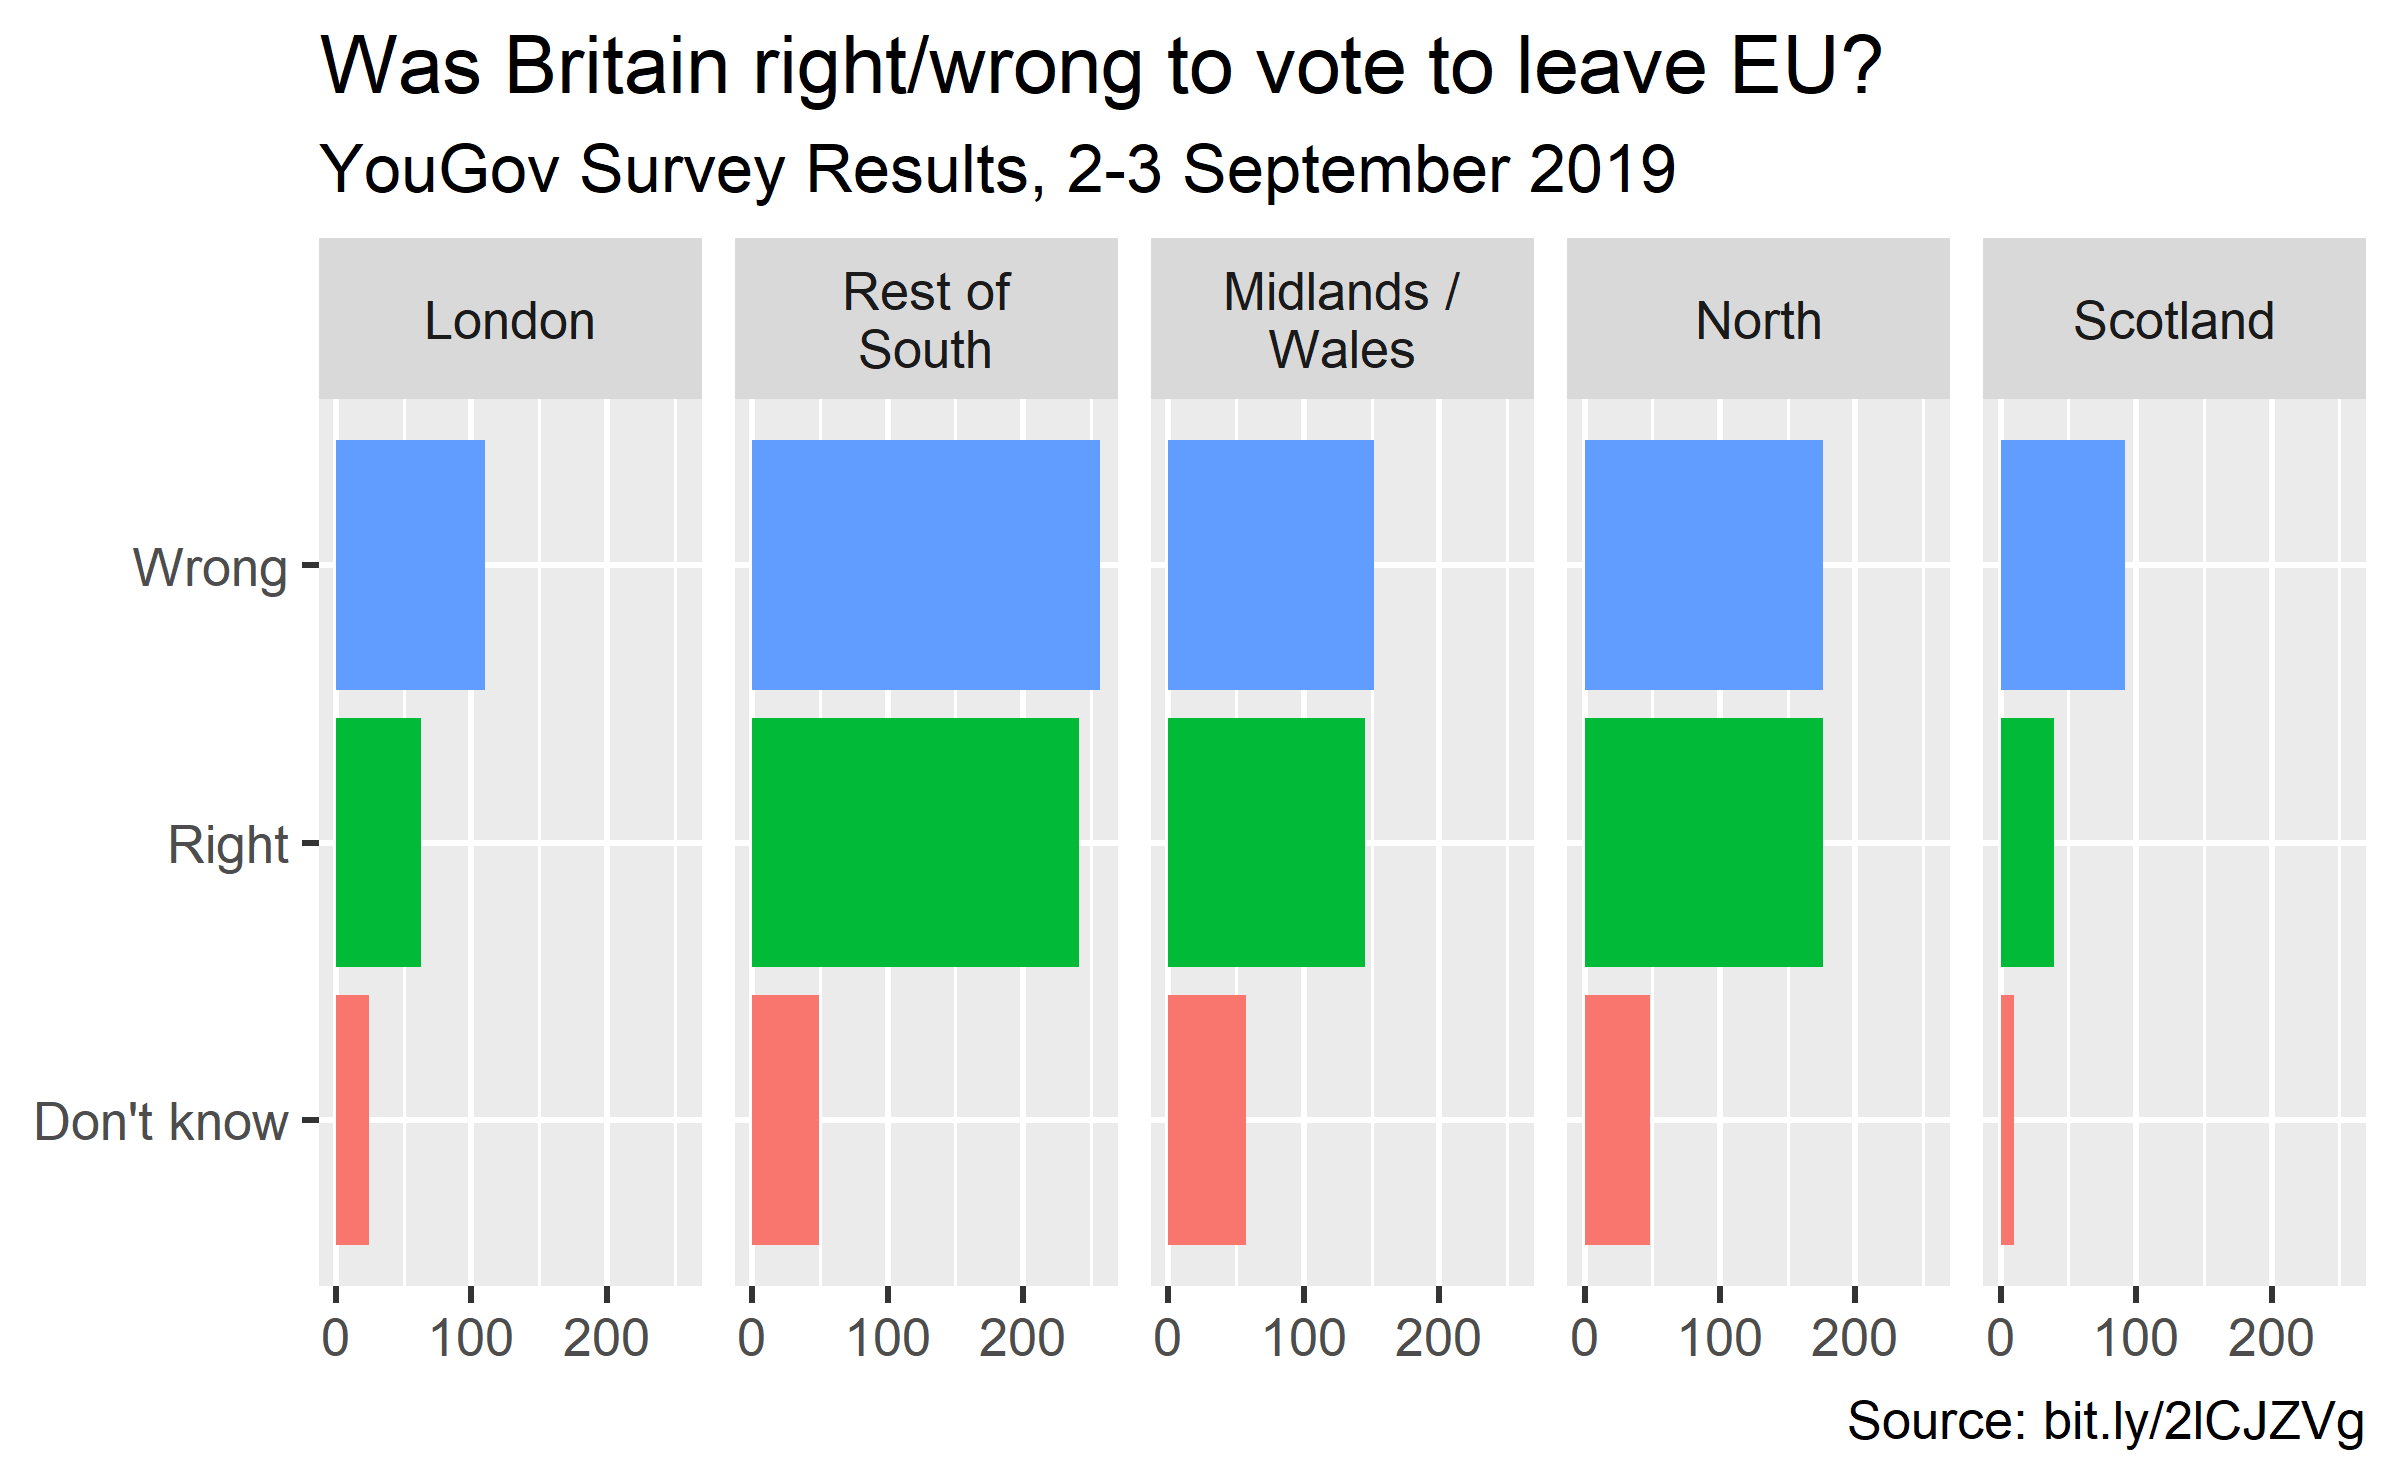 Was Britain right/wrong to vote to leave EU?
YouGov Survey Results, 2-3 September 2019
London
Rest of
South
Midlands /
Wales
North
Scotland
Wrong
Right
Don't know
0 100 200
0 100 200
0 100 200
0 100 200
0 100 200
Source: bit.ly/2lCJZVg